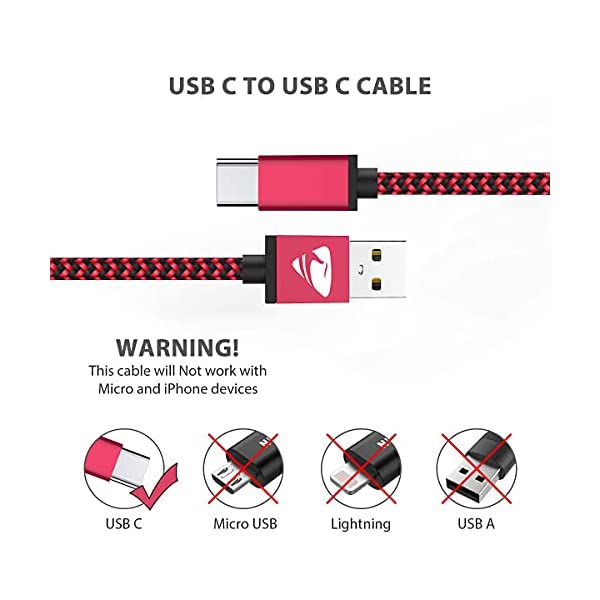 USB C TO USB C CABLE
WARNING!
This cable will Not work with
Micro and iPhone devices
USB C
Micro USB
Lightning
USB A